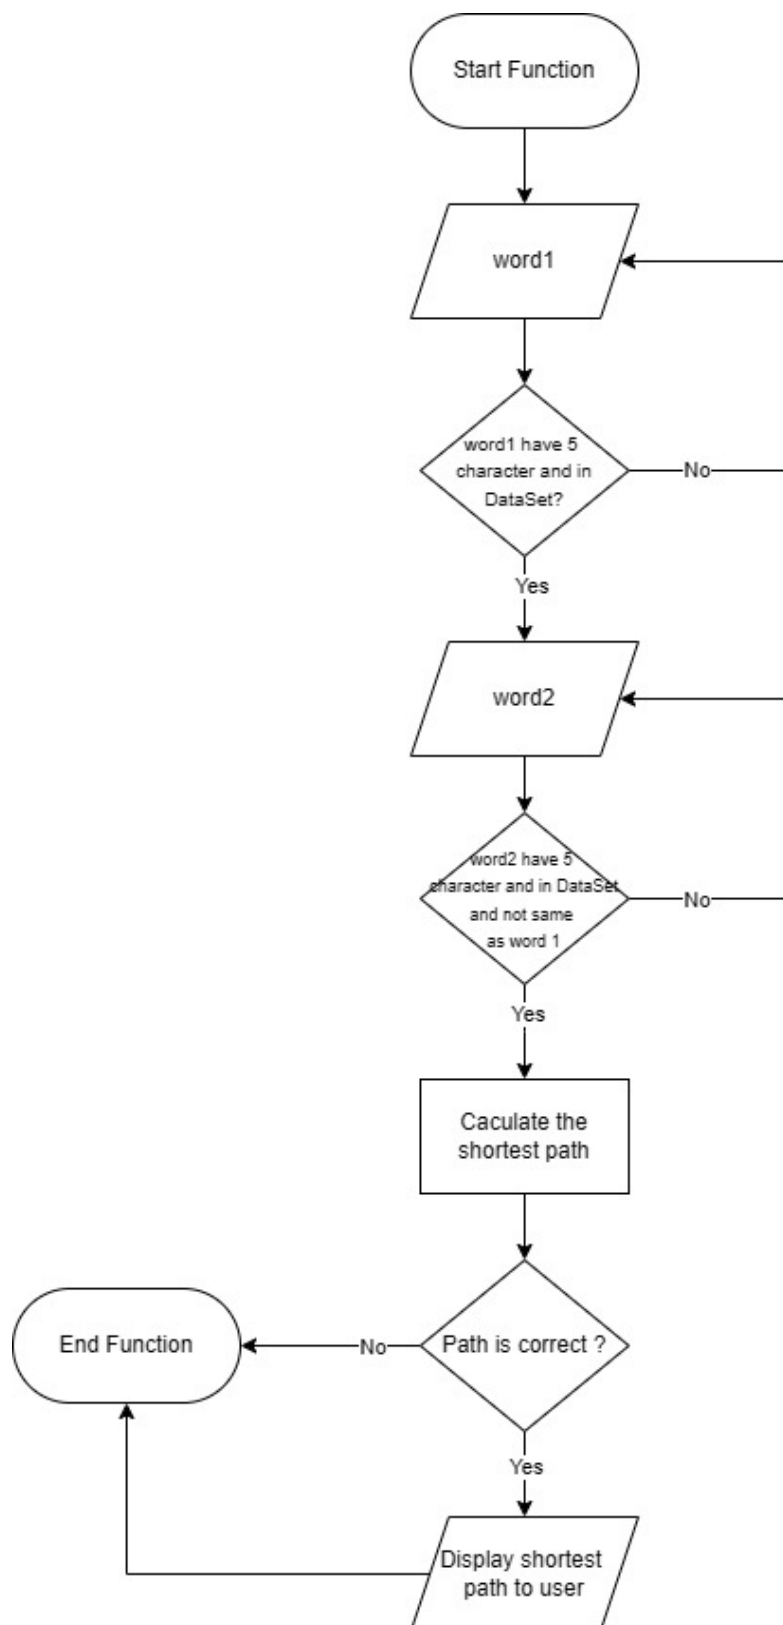 Start Function
word1
word1 have 5
character and in
DataSet?
No
Yes
word2
word2 have 5
character and in DataSet
and not same
as word 1
No
Yes
Caculate the
shortest path
Path is correct ?
No
End Function
Yes
Display shortest
path to user